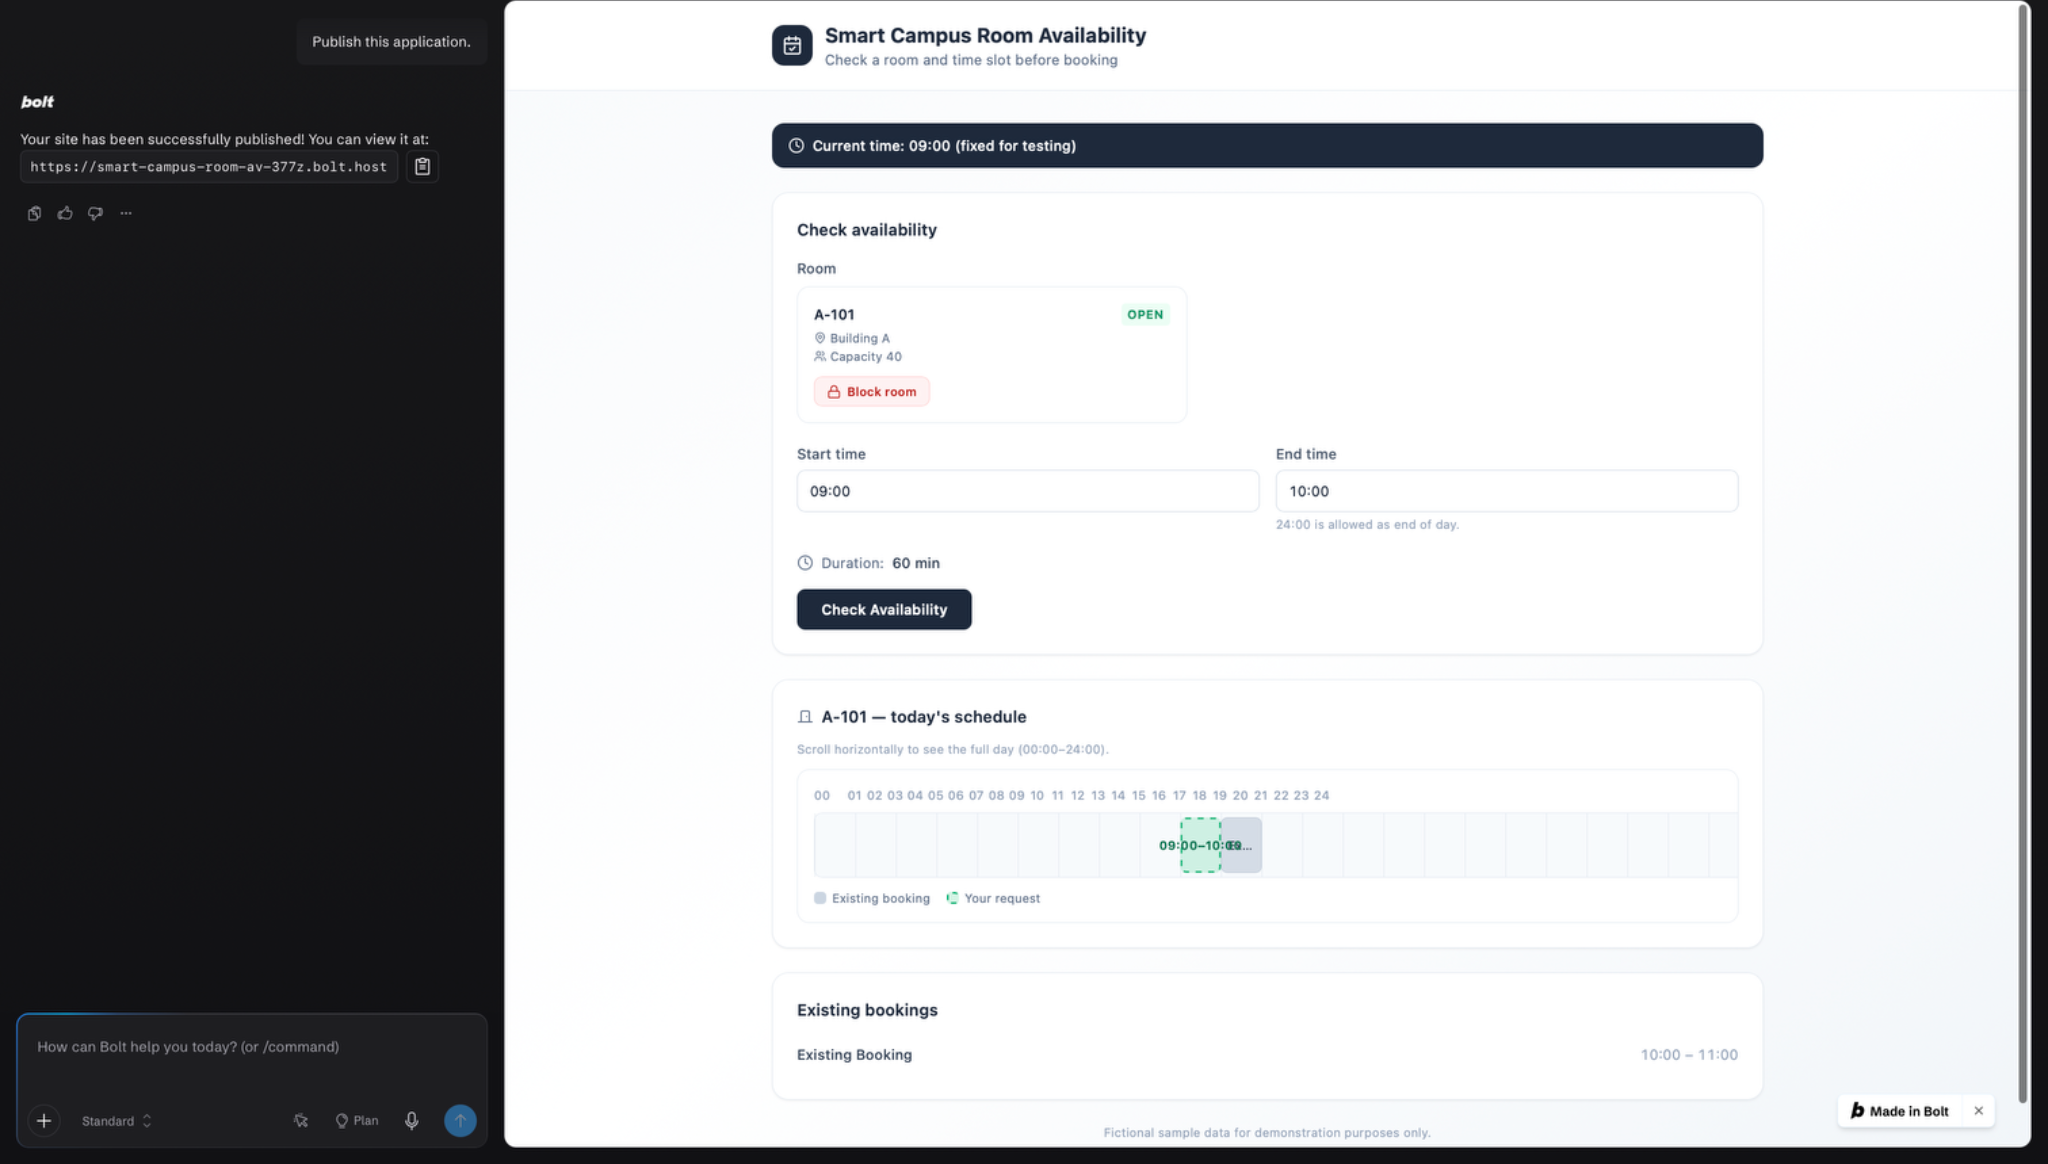 Publish this application.
bolt
Your site has been successfully published! You can view it at:
https://smart-campus-room-av-377z.bolt.host
How can Bolt help you today? (or /command)
Standard
Plan
Smart Campus Room Availability
Check a room and time slot before booking
Current time: 09:00 (fixed for testing)
Check availability
Room
A-101
OPEN
Building A
Capacity 40
Block room
Start time
End time
09:00
10:00
24:00 is allowed as end of day.
Duration: 60 min
Check Availability
A-101 — today's schedule
Scroll horizontally to see the full day (00:00–24:00).
00 01 02 03 04 05 06 07 08 09 10 11 12 13 14 15 16 17 18 19 20 21 22 23 24
09:00–10:00
Existing booking
Your request
Existing bookings
Existing Booking
10:00 – 11:00
Fictional sample data for demonstration purposes only.
b Made in Bolt